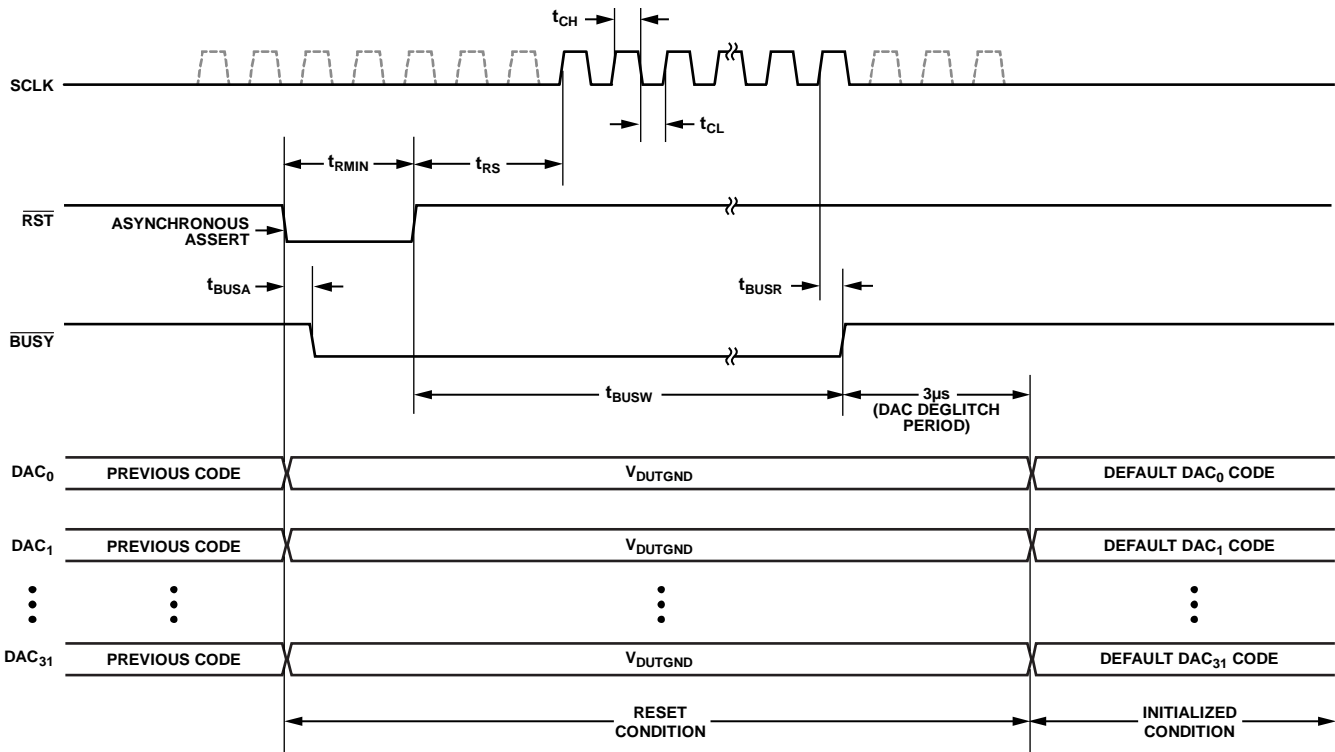 tCH
SCLK
tCL
tRMIN
tRS
RST
ASYNCHRONOUS
ASSERT
tBUSA
tBUSR
BUSY
tBUSW
3µs
(DAC DEGLITCH
PERIOD)
DAC0 PREVIOUS CODE VDUTGND DEFAULT DAC0 CODE
DAC1 PREVIOUS CODE VDUTGND DEFAULT DAC1 CODE
DAC31 PREVIOUS CODE VDUTGND DEFAULT DAC31 CODE
RESET
CONDITION
INITIALIZED
CONDITION